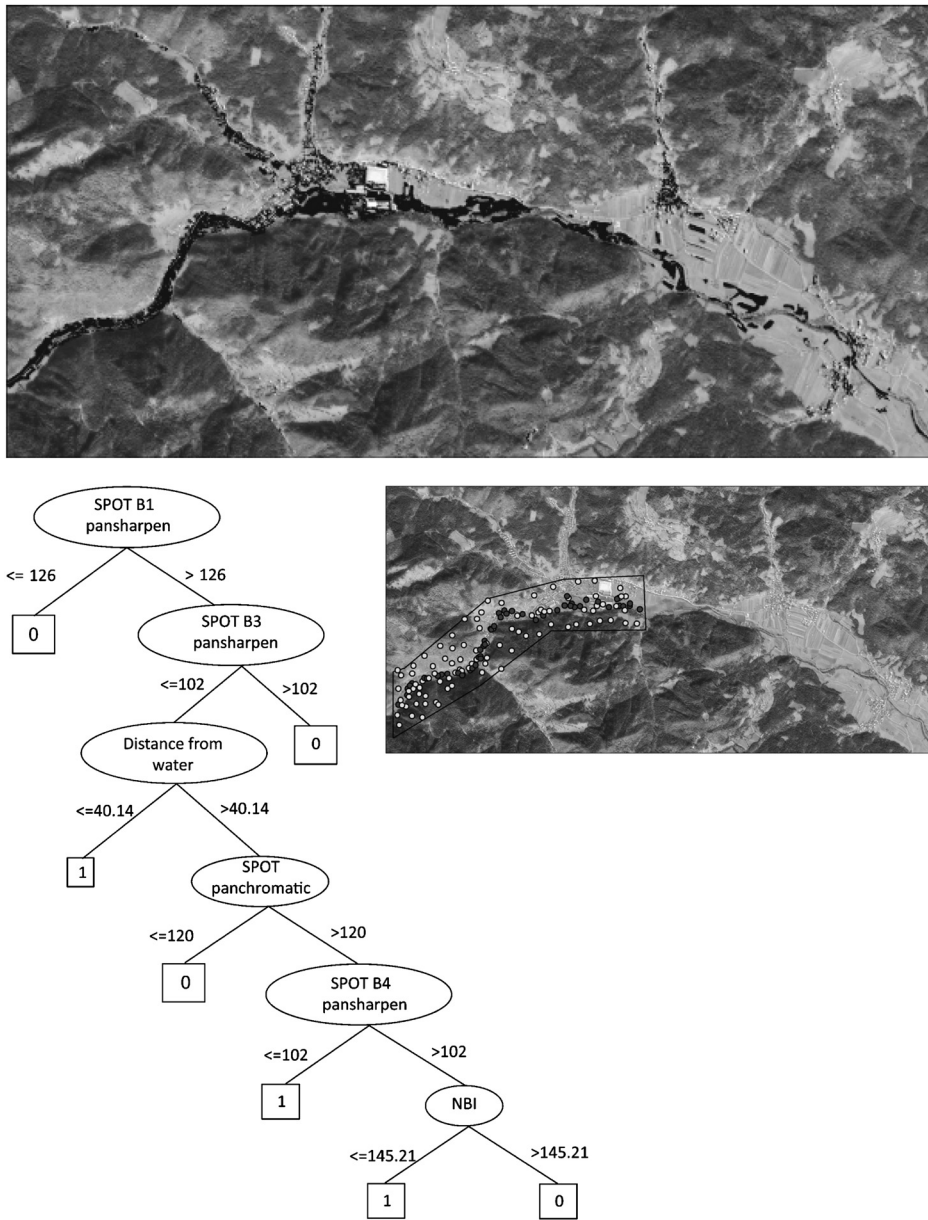 SPOT B1
pansharpen
<= 126
> 126
0
SPOT B3
pansharpen
<=102
>102
0
Distance from
water
<=40.14
>40.14
1
SPOT
panchromatic
<=120
>120
0
SPOT B4
pansharpen
<=102
>102
1
NBI
<=145.21
>145.21
1
0